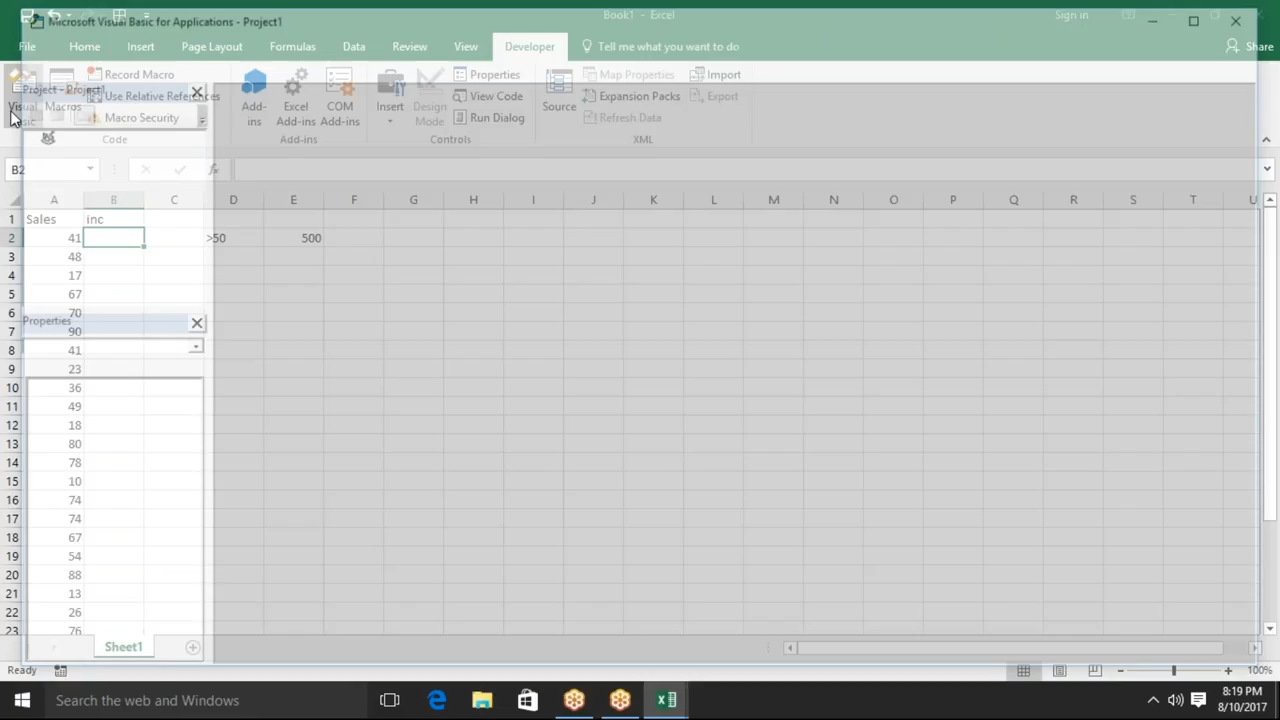 Microsoft Visual Basic for Applications - Project1
Book1 - Excel
Sign in
File Home Insert Page Layout Formulas Data Review View Developer Tell me what you want to do Share
Record Macro
Properties
Map Properties
Import
Project - Project1
Use Relative References
View Code
Expansion Packs
Export
Visual Macros
Macro Security
Add-ins
Excel Add-ins
COM Add-ins
Insert
Design Mode
Run Dialog
Source
Refresh Data
Code
Add-ins
Controls
XML
B2
fx
A B C D E F G H I J K L M N O P Q R S T U
1 Sales inc
2 41 >50 500
3 48
4 17
5 67
6 70
Properties
7 90
8 41
9 23
10 36
11 49
12 18
13 80
14 78
15 10
16 74
17 74
18 67
19 54
20 88
21 13
22 26
23 76
Sheet1
Ready
100%
Search the web and Windows
8:19 PM
8/10/2017